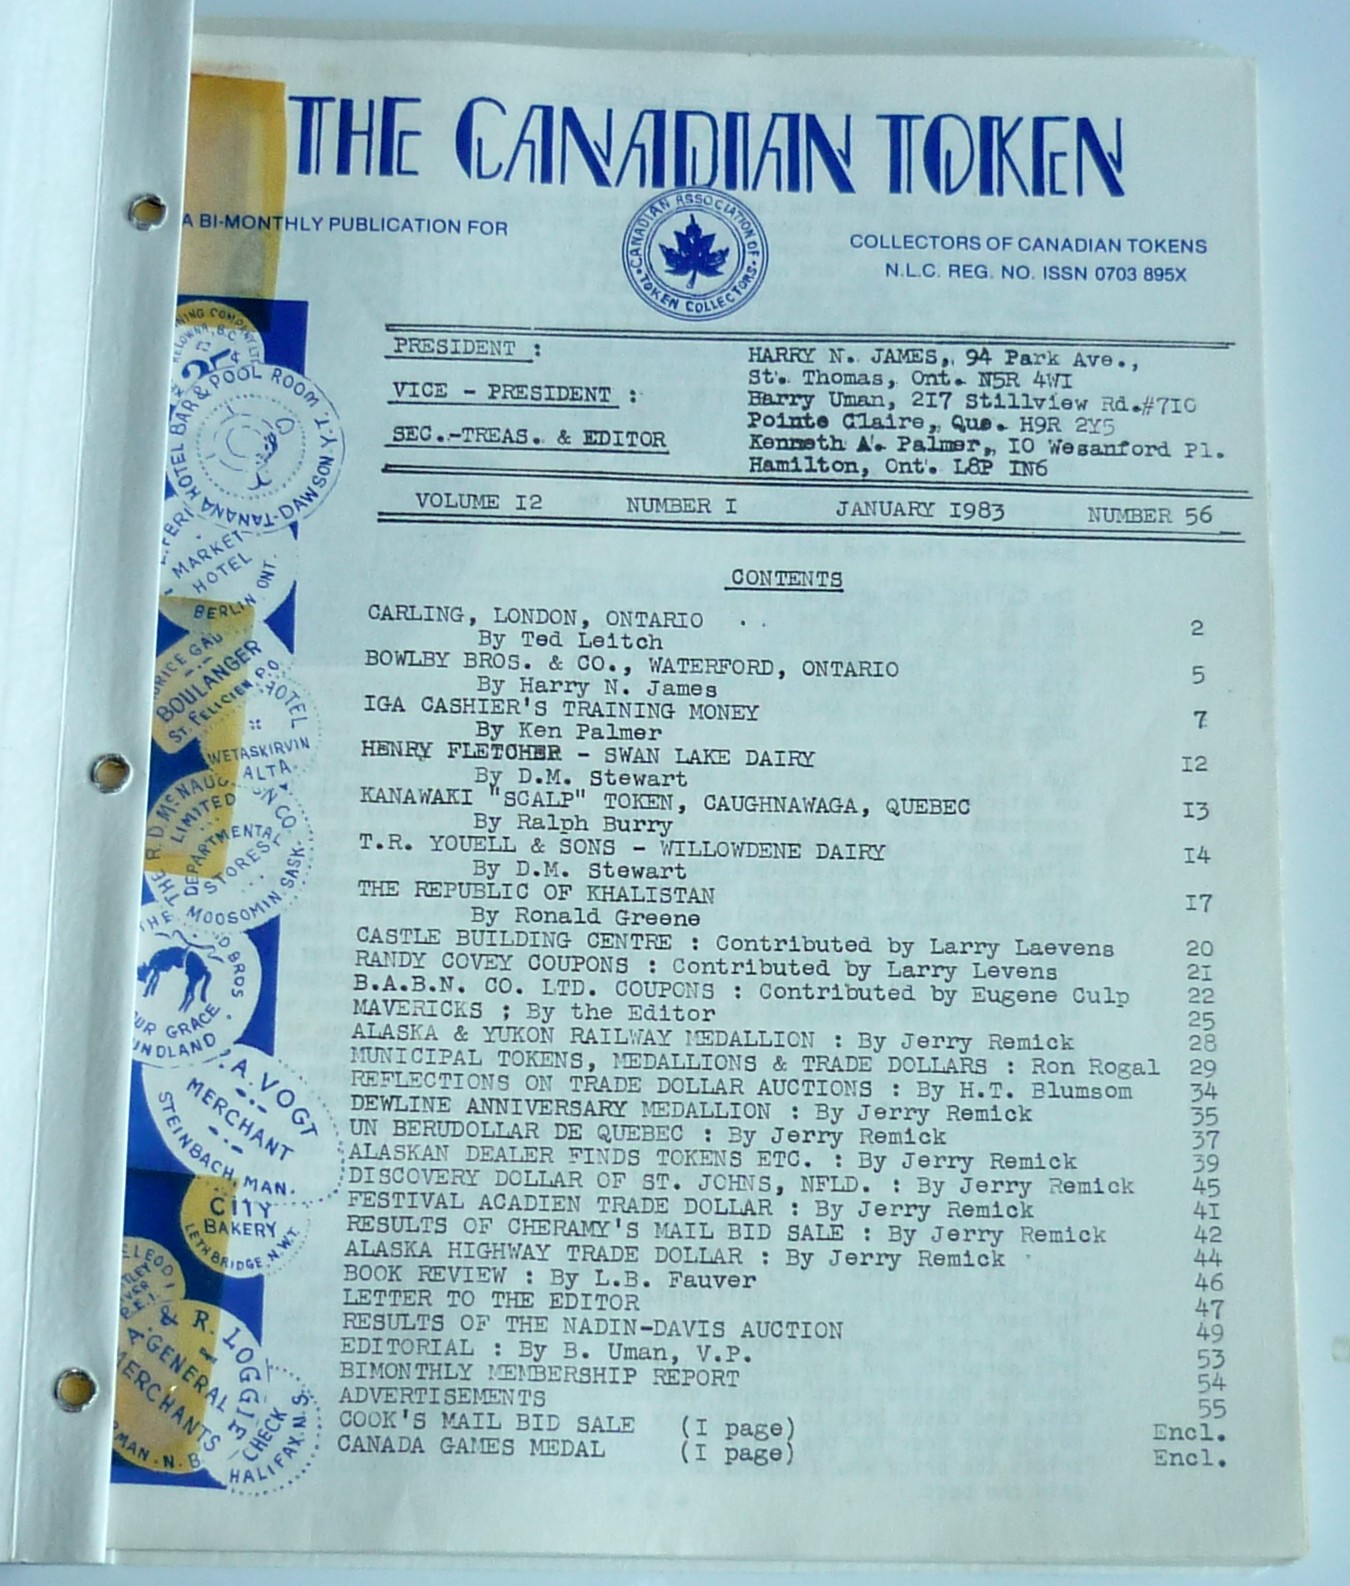 THE CANADIAN TOKEN
A BI-MONTHLY PUBLICATION FOR
CANADIAN ASSOCIATION OF TOKEN COLLECTORS
COLLECTORS OF CANADIAN TOKENS
N.L.C. REG. NO. ISSN 0703 895X
PRESIDENT :
HARRY N. JAMES, 94 Park Ave.,
St. Thomas, Ont. N5R 4WI
VICE - PRESIDENT :
Barry Uman, 2I7 Stillview Rd.#7IO
Pointe Claire, Que. H9R 2Y5
SEC.-TREAS. & EDITOR
Kenneth A. Palmer, IO Wesanford Pl.
Hamilton, Ont. L8P IN6
VOLUME I2 NUMBER I JANUARY I983 NUMBER 56
CONTENTS
CARLING, LONDON, ONTARIO . . 2
By Ted Leitch
BOWLBY BROS. & CO., WATERFORD, ONTARIO 5
By Harry N. James
IGA CASHIER'S TRAINING MONEY 7
By Ken Palmer
HENRY FLETCHER - SWAN LAKE DAIRY I2
By D.M. Stewart
KANAWAKI "SCALP" TOKEN, CAUGHNAWAGA, QUEBEC I3
By Ralph Burry
T.R. YOUELL & SONS - WILLOWDENE DAIRY I4
By D.M. Stewart
THE REPUBLIC OF KHALISTAN I7
By Ronald Greene
CASTLE BUILDING CENTRE : Contributed by Larry Laevens 20
RANDY COVEY COUPONS : Contributed by Larry Levens 2I
B.A.B.N. CO. LTD. COUPONS : Contributed by Eugene Culp 22
MAVERICKS ; By the Editor 25
ALASKA & YUKON RAILWAY MEDALLION : By Jerry Remick 28
MUNICIPAL TOKENS, MEDALLIONS & TRADE DOLLARS : Ron Rogal 29
REFLECTIONS ON TRADE DOLLAR AUCTIONS : By H.T. Blumsom 34
DEWLINE ANNIVERSARY MEDALLION : By Jerry Remick 35
UN BERUDOLLAR DE QUEBEC : By Jerry Remick 37
ALASKAN DEALER FINDS TOKENS ETC. : By Jerry Remick 39
DISCOVERY DOLLAR OF ST. JOHNS, NFLD. : By Jerry Remick 45
FESTIVAL ACADIEN TRADE DOLLAR : By Jerry Remick 4I
RESULTS OF CHERAMY'S MAIL BID SALE : By Jerry Remick 42
ALASKA HIGHWAY TRADE DOLLAR : By Jerry Remick 44
BOOK REVIEW : By L.B. Fauver 46
LETTER TO THE EDITOR 47
RESULTS OF THE NADIN-DAVIS AUCTION 49
EDITORIAL : By B. Uman, V.P. 53
BIMONTHLY MEMBERSHIP REPORT 54
ADVERTISEMENTS 55
COOK'S MAIL BID SALE (I page) Encl.
CANADA GAMES MEDAL (I page) Encl.
KELOWNA, B.C.
25¢
HOTEL BAR & POOL ROOM
TANANA DAWSON, Y.T.
MARKET
HOTEL
BERLIN ONT
BOULANGER
ST. FELICIEN P.Q.
HOTEL
WETASKIRVIN
ALTA.
LIMITED
DEPARTMENTAL
STORES
MOOSOMIN SASK.
THE
BROS
GRACE
A. VOGT
MERCHANT
STEINBACH, MAN.
CITY
BAKERY
LETHBRIDGE, N.W.T.
P.E.I.
& R. LOGGIE
GENERAL
MERCHANTS
N.B.
CHECK
HALIFAX N.S.